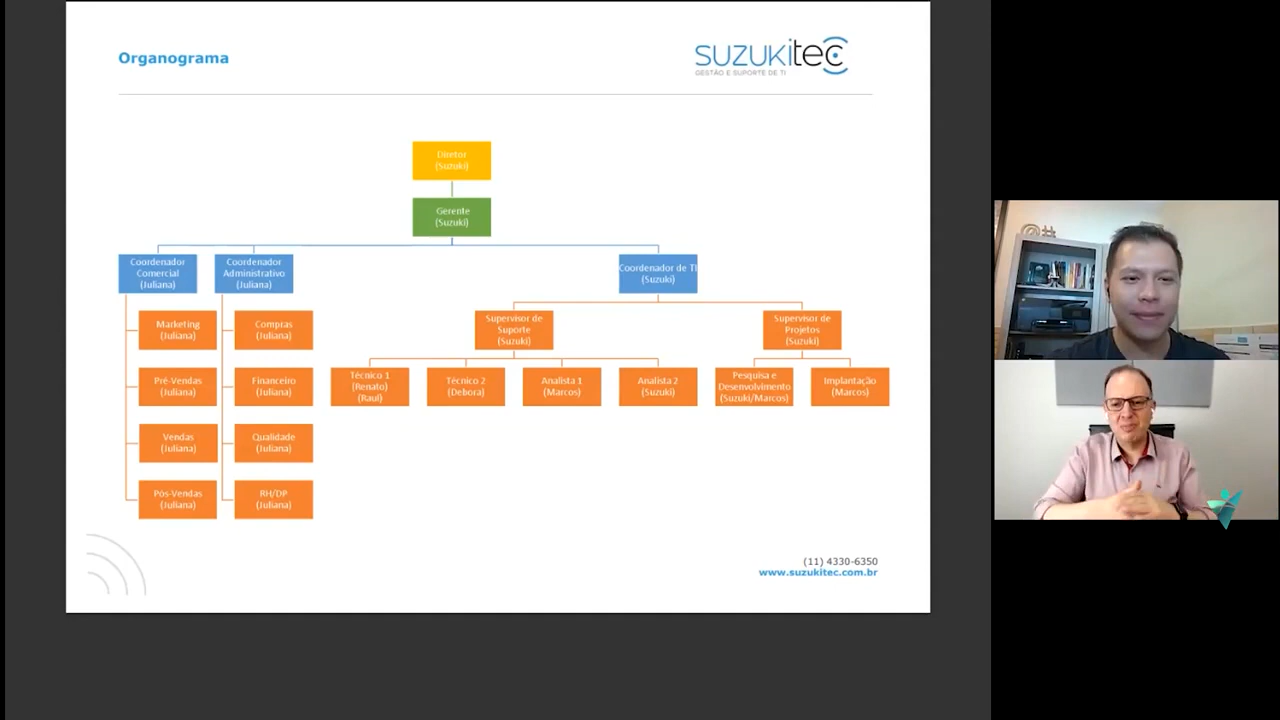 Organograma
suzukitec
GESTÃO E SUPORTE DE TI
Diretor
(Suzuki)
Gerente
(Suzuki)
Coordenador
Comercial
(Juliana)
Coordenador
Administrativo
(Juliana)
Coordenador de TI
(Suzuki)
Marketing
(Juliana)
Compras
(Juliana)
Supervisor de
Suporte
(Suzuki)
Supervisor de
Projetos
(Suzuki)
Pré-Vendas
(Juliana)
Financeiro
(Juliana)
Técnico 1
(Renato)
(Raul)
Técnico 2
(Debora)
Analista 1
(Marcos)
Analista 2
(Suzuki)
Pesquisa e
Desenvolvimento
(Suzuki/Marcos)
Implantação
(Marcos)
Vendas
(Juliana)
Qualidade
(Juliana)
Pós-Vendas
(Juliana)
RH/DP
(Juliana)
(11) 4330-6350
www.suzukitec.com.br
@#